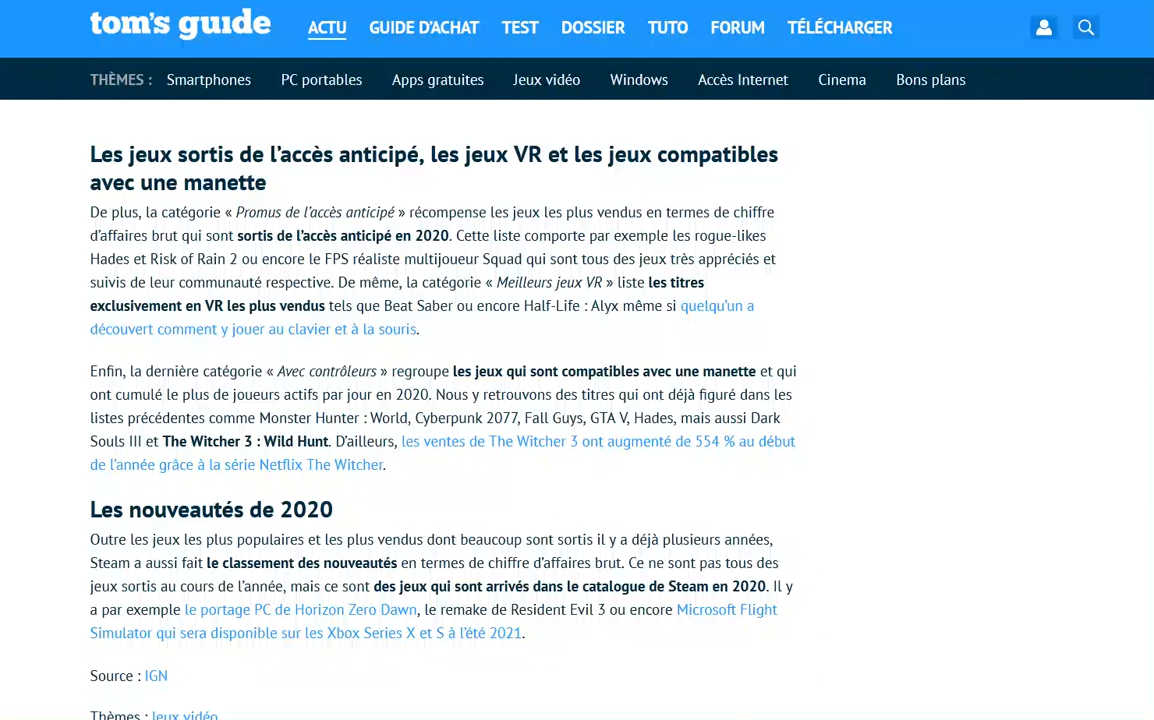 tom's guide
ACTU GUIDE D'ACHAT TEST DOSSIER TUTO FORUM TÉLÉCHARGER
THÈMES : Smartphones PC portables Apps gratuites Jeux vidéo Windows Accès Internet Cinema Bons plans
Les jeux sortis de l'accès anticipé, les jeux VR et les jeux compatibles
avec une manette
De plus, la catégorie « Promus de l'accès anticipé » récompense les jeux les plus vendus en termes de chiffre
d'affaires brut qui sont sortis de l'accès anticipé en 2020. Cette liste comporte par exemple les rogue-likes
Hades et Risk of Rain 2 ou encore le FPS réaliste multijoueur Squad qui sont tous des jeux très appréciés et
suivis de leur communauté respective. De même, la catégorie « Meilleurs jeux VR » liste les titres
exclusivement en VR les plus vendus tels que Beat Saber ou encore Half-Life : Alyx même si quelqu'un a
découvert comment y jouer au clavier et à la souris.
Enfin, la dernière catégorie « Avec contrôleurs » regroupe les jeux qui sont compatibles avec une manette et qui
ont cumulé le plus de joueurs actifs par jour en 2020. Nous y retrouvons des titres qui ont déjà figuré dans les
listes précédentes comme Monster Hunter : World, Cyberpunk 2077, Fall Guys, GTA V, Hades, mais aussi Dark
Souls III et The Witcher 3 : Wild Hunt. D'ailleurs, les ventes de The Witcher 3 ont augmenté de 554 % au début
de l'année grâce à la série Netflix The Witcher.
Les nouveautés de 2020
Outre les jeux les plus populaires et les plus vendus dont beaucoup sont sortis il y a déjà plusieurs années,
Steam a aussi fait le classement des nouveautés en termes de chiffre d'affaires brut. Ce ne sont pas tous des
jeux sortis au cours de l'année, mais ce sont des jeux qui sont arrivés dans le catalogue de Steam en 2020. Il y
a par exemple le portage PC de Horizon Zero Dawn, le remake de Resident Evil 3 ou encore Microsoft Flight
Simulator qui sera disponible sur les Xbox Series X et S à l'été 2021.
Source : IGN
Thèmes : Jeux vidéo